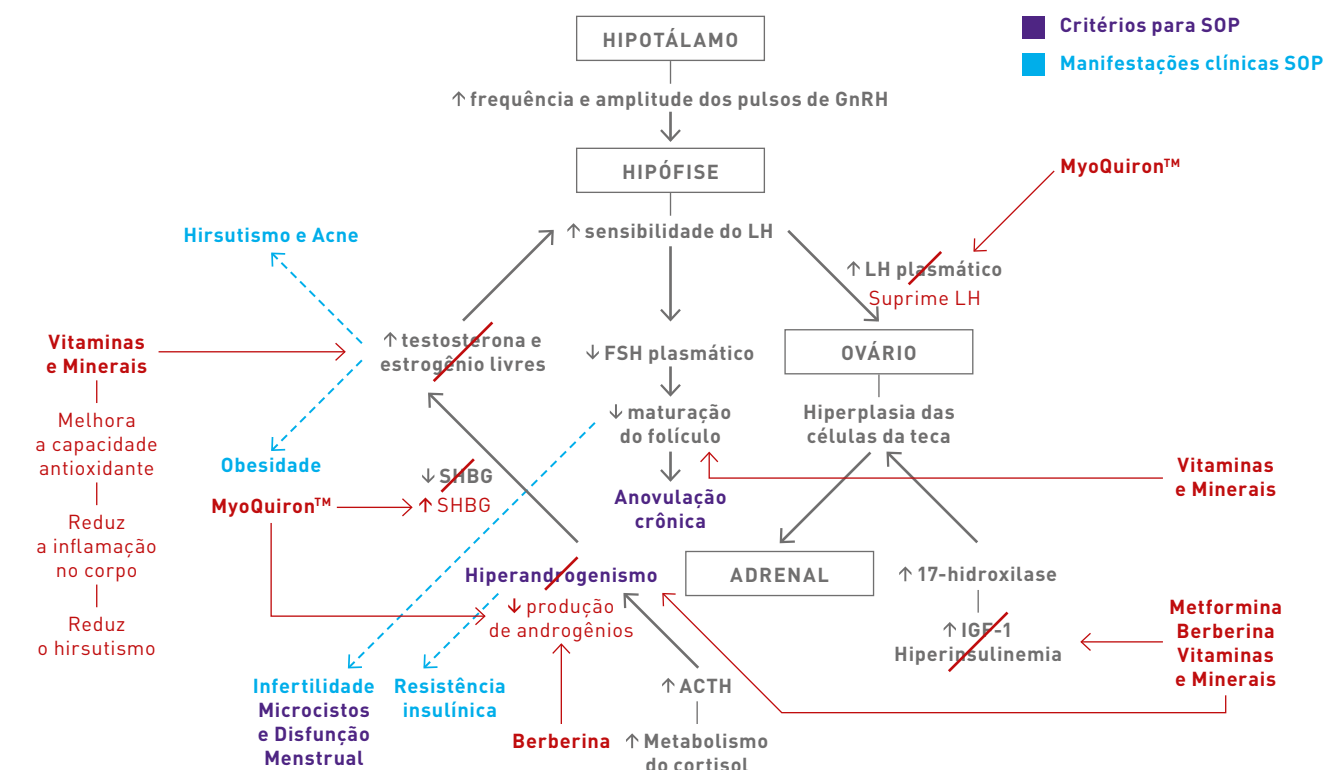 HIPOTÁLAMO
Critérios para SOP
Manifestações clínicas SOP
↑ frequência e amplitude dos pulsos de GnRH
HIPÓFISE
MyoQuiron™
↑ sensibilidade do LH
Hirsutismo e Acne
↑ LH plasmático
Suprime LH
Vitaminas
e Minerais
Melhora
a capacidade
antioxidante
Reduz
a inflamação
no corpo
Reduz
o hirsutismo
↑ testosterona e
estrogênio livres
↓ FSH plasmático
OVÁRIO
↓ maturação
do folículo
Hiperplasia das
células da teca
Obesidade
↓ SHBG
↑ SHBG
MyoQuiron™
Anovulação
crônica
Vitaminas
e Minerais
Hiperandrogenismo
↓ produção
de androgênios
ADRENAL
↑ 17-hidroxilase
↑ IGF-1
Hiperinsulinemia
Metformina
Berberina
Vitaminas
e Minerais
Infertilidade
Microcistos
e Disfunção
Menstrual
Resistência
insulínica
Berberina
↑ ACTH
↑ Metabolismo
do cortisol